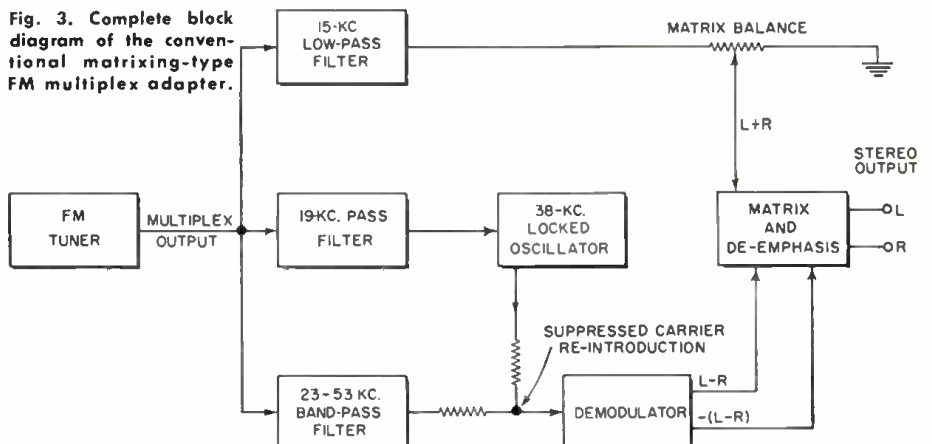 Fig. 3. Complete block
diagram of the conven-
tional matrixing-type
FM multiplex adapter.
15-KC
LOW-PASS
FILTER
MATRIX BALANCE
L+R
STEREO
OUTPUT
FM
TUNER
MULTIPLEX
OUTPUT
19-KC. PASS
FILTER
38-KC.
LOCKED
OSCILLATOR
MATRIX
AND
DE-EMPHASIS
L
R
SUPPRESSED CARRIER
RE-INTRODUCTION
23-53 KC.
BAND-PASS
FILTER
DEMODULATOR
L-R
-(L-R)